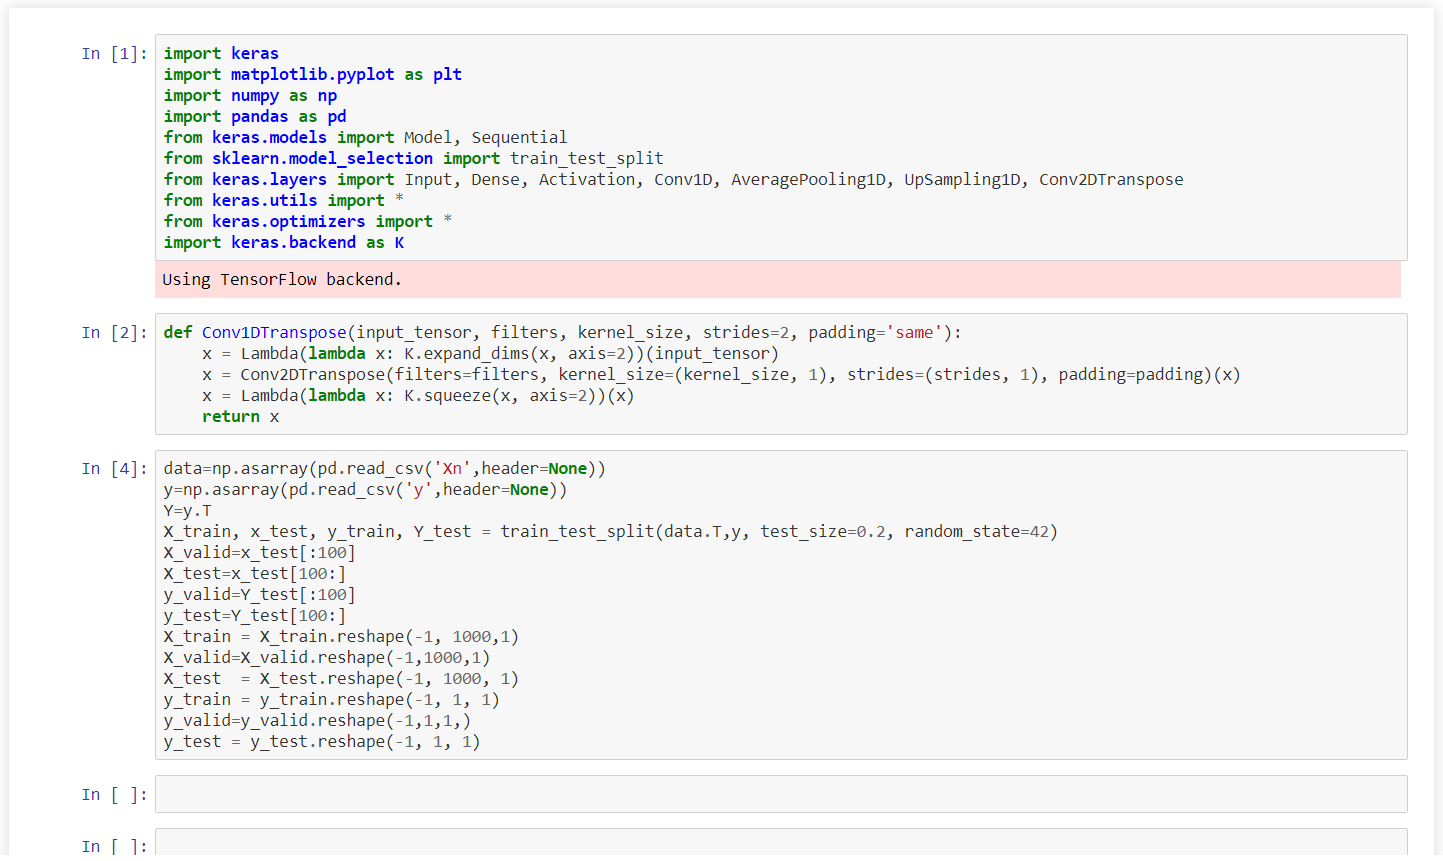 In [1]:
import keras
import matplotlib.pyplot as plt
import numpy as np
import pandas as pd
from keras.models import Model, Sequential
from sklearn.model_selection import train_test_split
from keras.layers import Input, Dense, Activation, Conv1D, AveragePooling1D, UpSampling1D, Conv2DTranspose
from keras.utils import *
from keras.optimizers import *
import keras.backend as K
Using TensorFlow backend.
In [2]:
def Conv1DTranspose(input_tensor, filters, kernel_size, strides=2, padding='same'):
    x = Lambda(lambda x: K.expand_dims(x, axis=2))(input_tensor)
    x = Conv2DTranspose(filters=filters, kernel_size=(kernel_size, 1), strides=(strides, 1), padding=padding)(x)
    x = Lambda(lambda x: K.squeeze(x, axis=2))(x)
    return x
In [4]:
data=np.asarray(pd.read_csv('Xn',header=None))
y=np.asarray(pd.read_csv('y',header=None))
Y=y.T
X_train, x_test, y_train, Y_test = train_test_split(data.T,y, test_size=0.2, random_state=42)
X_valid=x_test[:100]
X_test=x_test[100:]
y_valid=Y_test[:100]
y_test=Y_test[100:]
X_train = X_train.reshape(-1, 1000,1)
X_valid=X_valid.reshape(-1,1000,1)
X_test  = X_test.reshape(-1, 1000, 1)
y_train = y_train.reshape(-1, 1, 1)
y_valid=y_valid.reshape(-1,1,1,)
y_test = y_test.reshape(-1, 1, 1)
In [ ]:
In [ ]: